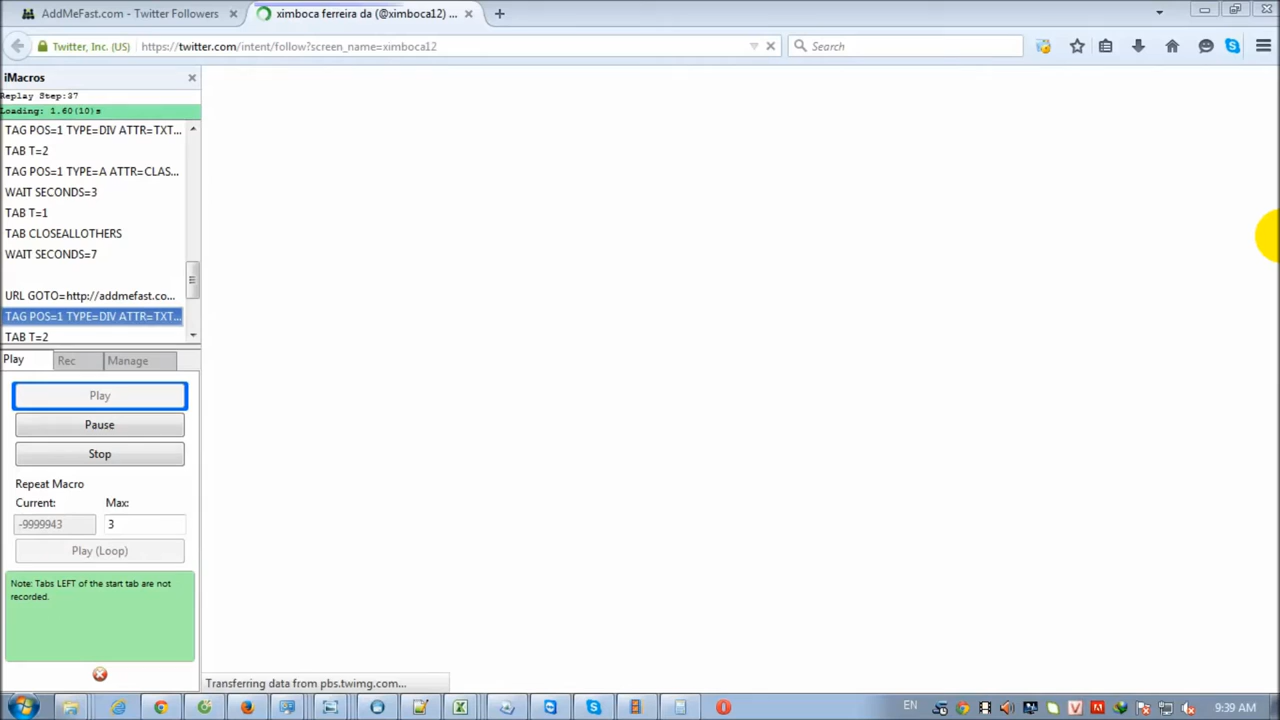 AddMeFast.com - Twitter Followers
ximboca ferreira da (@ximboca12) ...
Twitter, Inc. (US)
https://twitter.com/intent/follow?screen_name=ximboca12
Search
iMacros
Replay Step:37
Loading: 1.60(10)s
TAG POS=1 TYPE=DIV ATTR=TXT...
TAB T=2
TAG POS=1 TYPE=A ATTR=CLAS...
WAIT SECONDS=3
TAB T=1
TAB CLOSEALLOTHERS
WAIT SECONDS=7
URL GOTO=http://addmefast.co...
TAG POS=1 TYPE=DIV ATTR=TXT...
TAB T=2
Play
Rec
Manage
Play
Pause
Stop
Repeat Macro
Current:
Max:
-9999943
3
Play (Loop)
Note: Tabs LEFT of the start tab are not
recorded.
Transferring data from pbs.twimg.com...
EN
9:39 AM